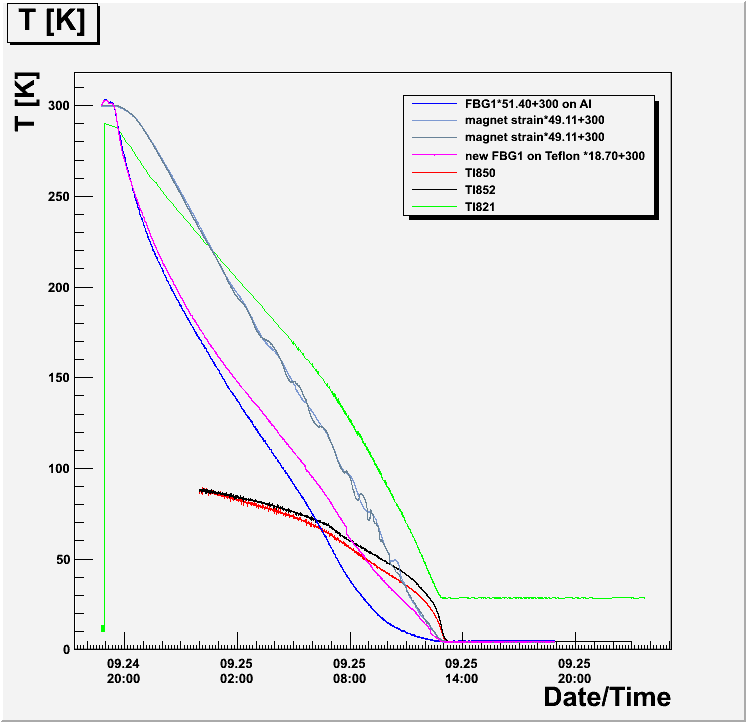 T [K]
T [K]
FBG1*51.40+300 on Al
magnet strain*49.11+300
magnet strain*49.11+300
new FBG1 on Teflon *18.70+300
TI850
TI852
TI821
300
250
200
150
100
50
0
09.24 09.25 09.25 09.25 09.25
20:00 02:00 08:00 14:00 20:00
Date/Time